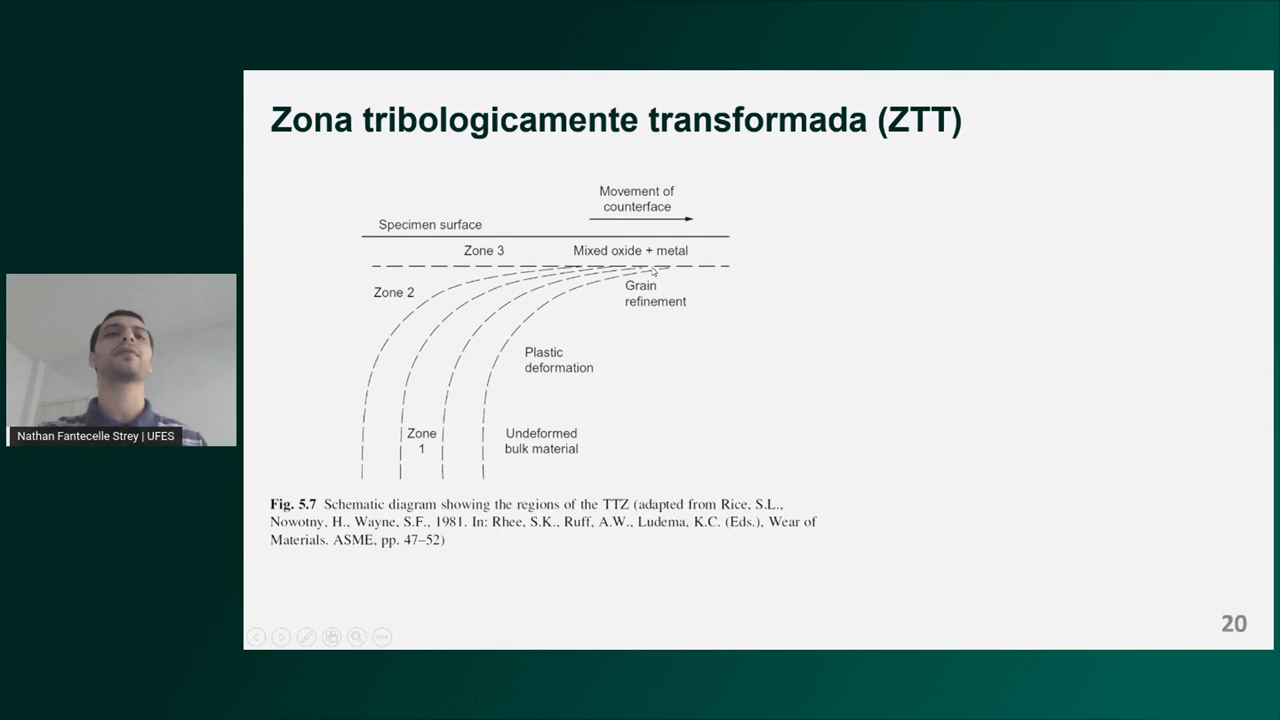 Zona tribologicamente transformada (ZTT)
Movement of
counterface
Specimen surface
Zone 3
Mixed oxide + metal
Zone 2
Grain
refinement
Plastic
deformation
Zone
1
Undeformed
bulk material
Fig. 5.7 Schematic diagram showing the regions of the TTZ (adapted from Rice, S.L.,
Nowotny, H., Wayne, S.F., 1981. In: Rhee, S.K., Ruff, A.W., Ludema, K.C. (Eds.), Wear of
Materials. ASME, pp. 47–52)
20
Nathan Fantecelle Strey | UFES